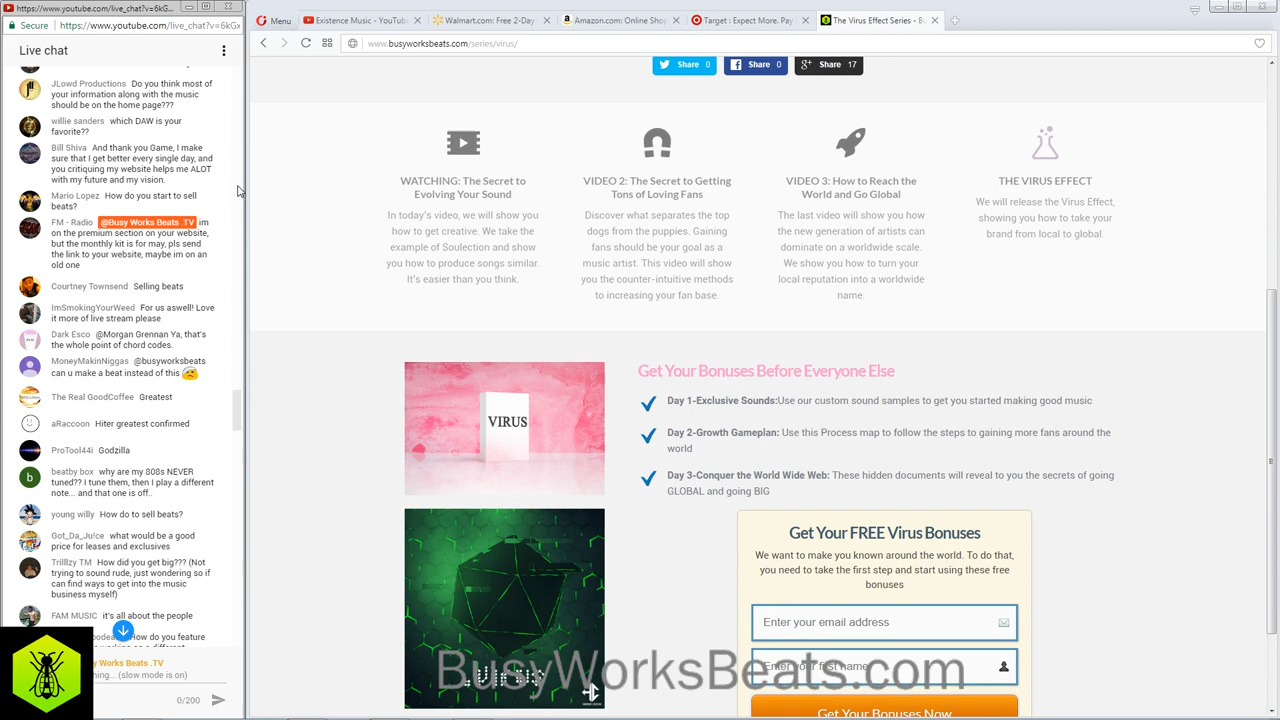 https://www.youtube.com/live_chat?v=6kGx
Secure https://www.youtube.com/live_chat?v=6kGx
Live chat
JLowd Productions Do you think most of
your information along with the music
should be on the home page???
willie sanders which DAW is your
favorite??
Bill Shiva And thank you Game, I make
sure that I get better every single day, and
you critiquing my website helps me ALOT
with my future and my vision.
Mario Lopez How do you start to sell
beats?
FM - Radio @Busy Works Beats .TV im
on the premium section on your website,
but the monthly kit is for may, pls send
the link to your website, maybe im on an
old one
Courtney Townsend Selling beats
ImSmokingYourWeed For us aswell! Love
it more of live stream please
Dark Esco @Morgan Grennan Ya, that's
the whole point of chord codes.
MoneyMakinNiggas @busyworksbeats
can u make a beat instead of this
The Real GoodCoffee Greatest
aRaccoon Hiter greatest confirmed
ProTool44i Godzilla
b
beatby box why are my 808s NEVER
tuned?? I tune them, then I play a different
note... and that one is off..
young willy How do to sell beats?
Got_Da_Ju!ce what would be a good
price for leases and exclusives
Trilllzy TM How did you get big??? (Not
trying to sound rude, just wondering so if
can find ways to get into the music
business myself)
FAM MUSIC it's all about the people
How do you feature
y Works Beats .TV
hing... (slow mode is on)
0/200
Menu
Existence Music - YouTube
Walmart.com: Free 2-Day
Amazon.com: Online Shop
Target : Expect More. Pay
The Virus Effect Series - Bu
www.busyworksbeats.com/series/virus/
Share 0
Share 0
Share 17
WATCHING: The Secret to
Evolving Your Sound
In today's video, we will show you
how to get creative. We take the
example of Soulection and show
you how to produce songs similar.
It's easier than you think.
VIDEO 2: The Secret to Getting
Tons of Loving Fans
Discover what separates the top
dogs from the puppies. Gaining
fans should be your goal as a
music artist. This video will show
you the counter-intuitive methods
to increasing your fan base.
VIDEO 3: How to Reach the
World and Go Global
The last video will show you how
the new generation of artists can
dominate on a worldwide scale.
We show you how to turn your
local reputation into a worldwide
name.
THE VIRUS EFFECT
We will release the Virus Effect,
showing you how to take your
brand from local to global.
VIRUS
Get Your Bonuses Before Everyone Else
Day 1-Exclusive Sounds:Use our custom sound samples to get you started making good music
Day 2-Growth Gameplan: Use this Process map to follow the steps to gaining more fans around the
world
Day 3-Conquer the World Wide Web: These hidden documents will reveal to you the secrets of going
GLOBAL and going BIG
Get Your FREE Virus Bonuses
We want to make you known around the world. To do that,
you need to take the first step and start using these free
bonuses
Enter your email address
Enter your first name
Get Your Bonuses Now
BusyWorksBeats.com